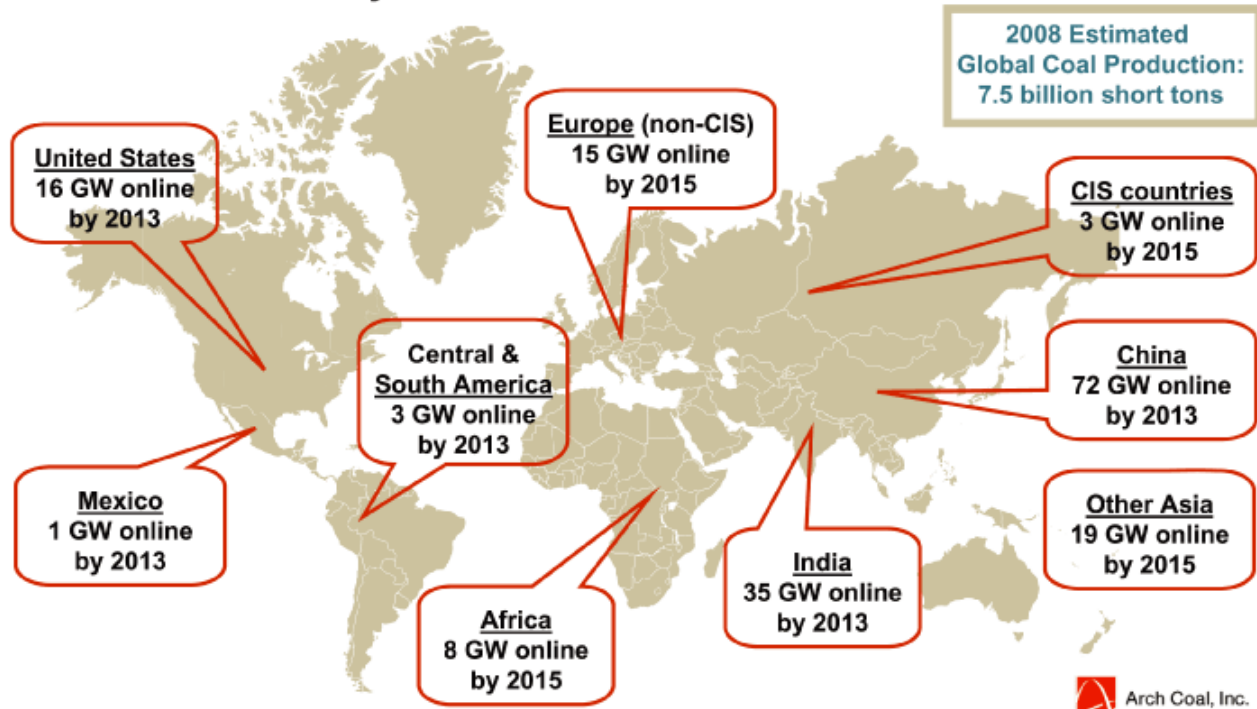 2008 Estimated
Global Coal Production:
7.5 billion short tons
United States
16 GW online
by 2013
Europe (non-CIS)
15 GW online
by 2015
CIS countries
3 GW online
by 2015
Central &
South America
3 GW online
by 2013
China
72 GW online
by 2013
Mexico
1 GW online
by 2013
Africa
8 GW online
by 2015
India
35 GW online
by 2013
Other Asia
19 GW online
by 2015
Arch Coal, Inc.